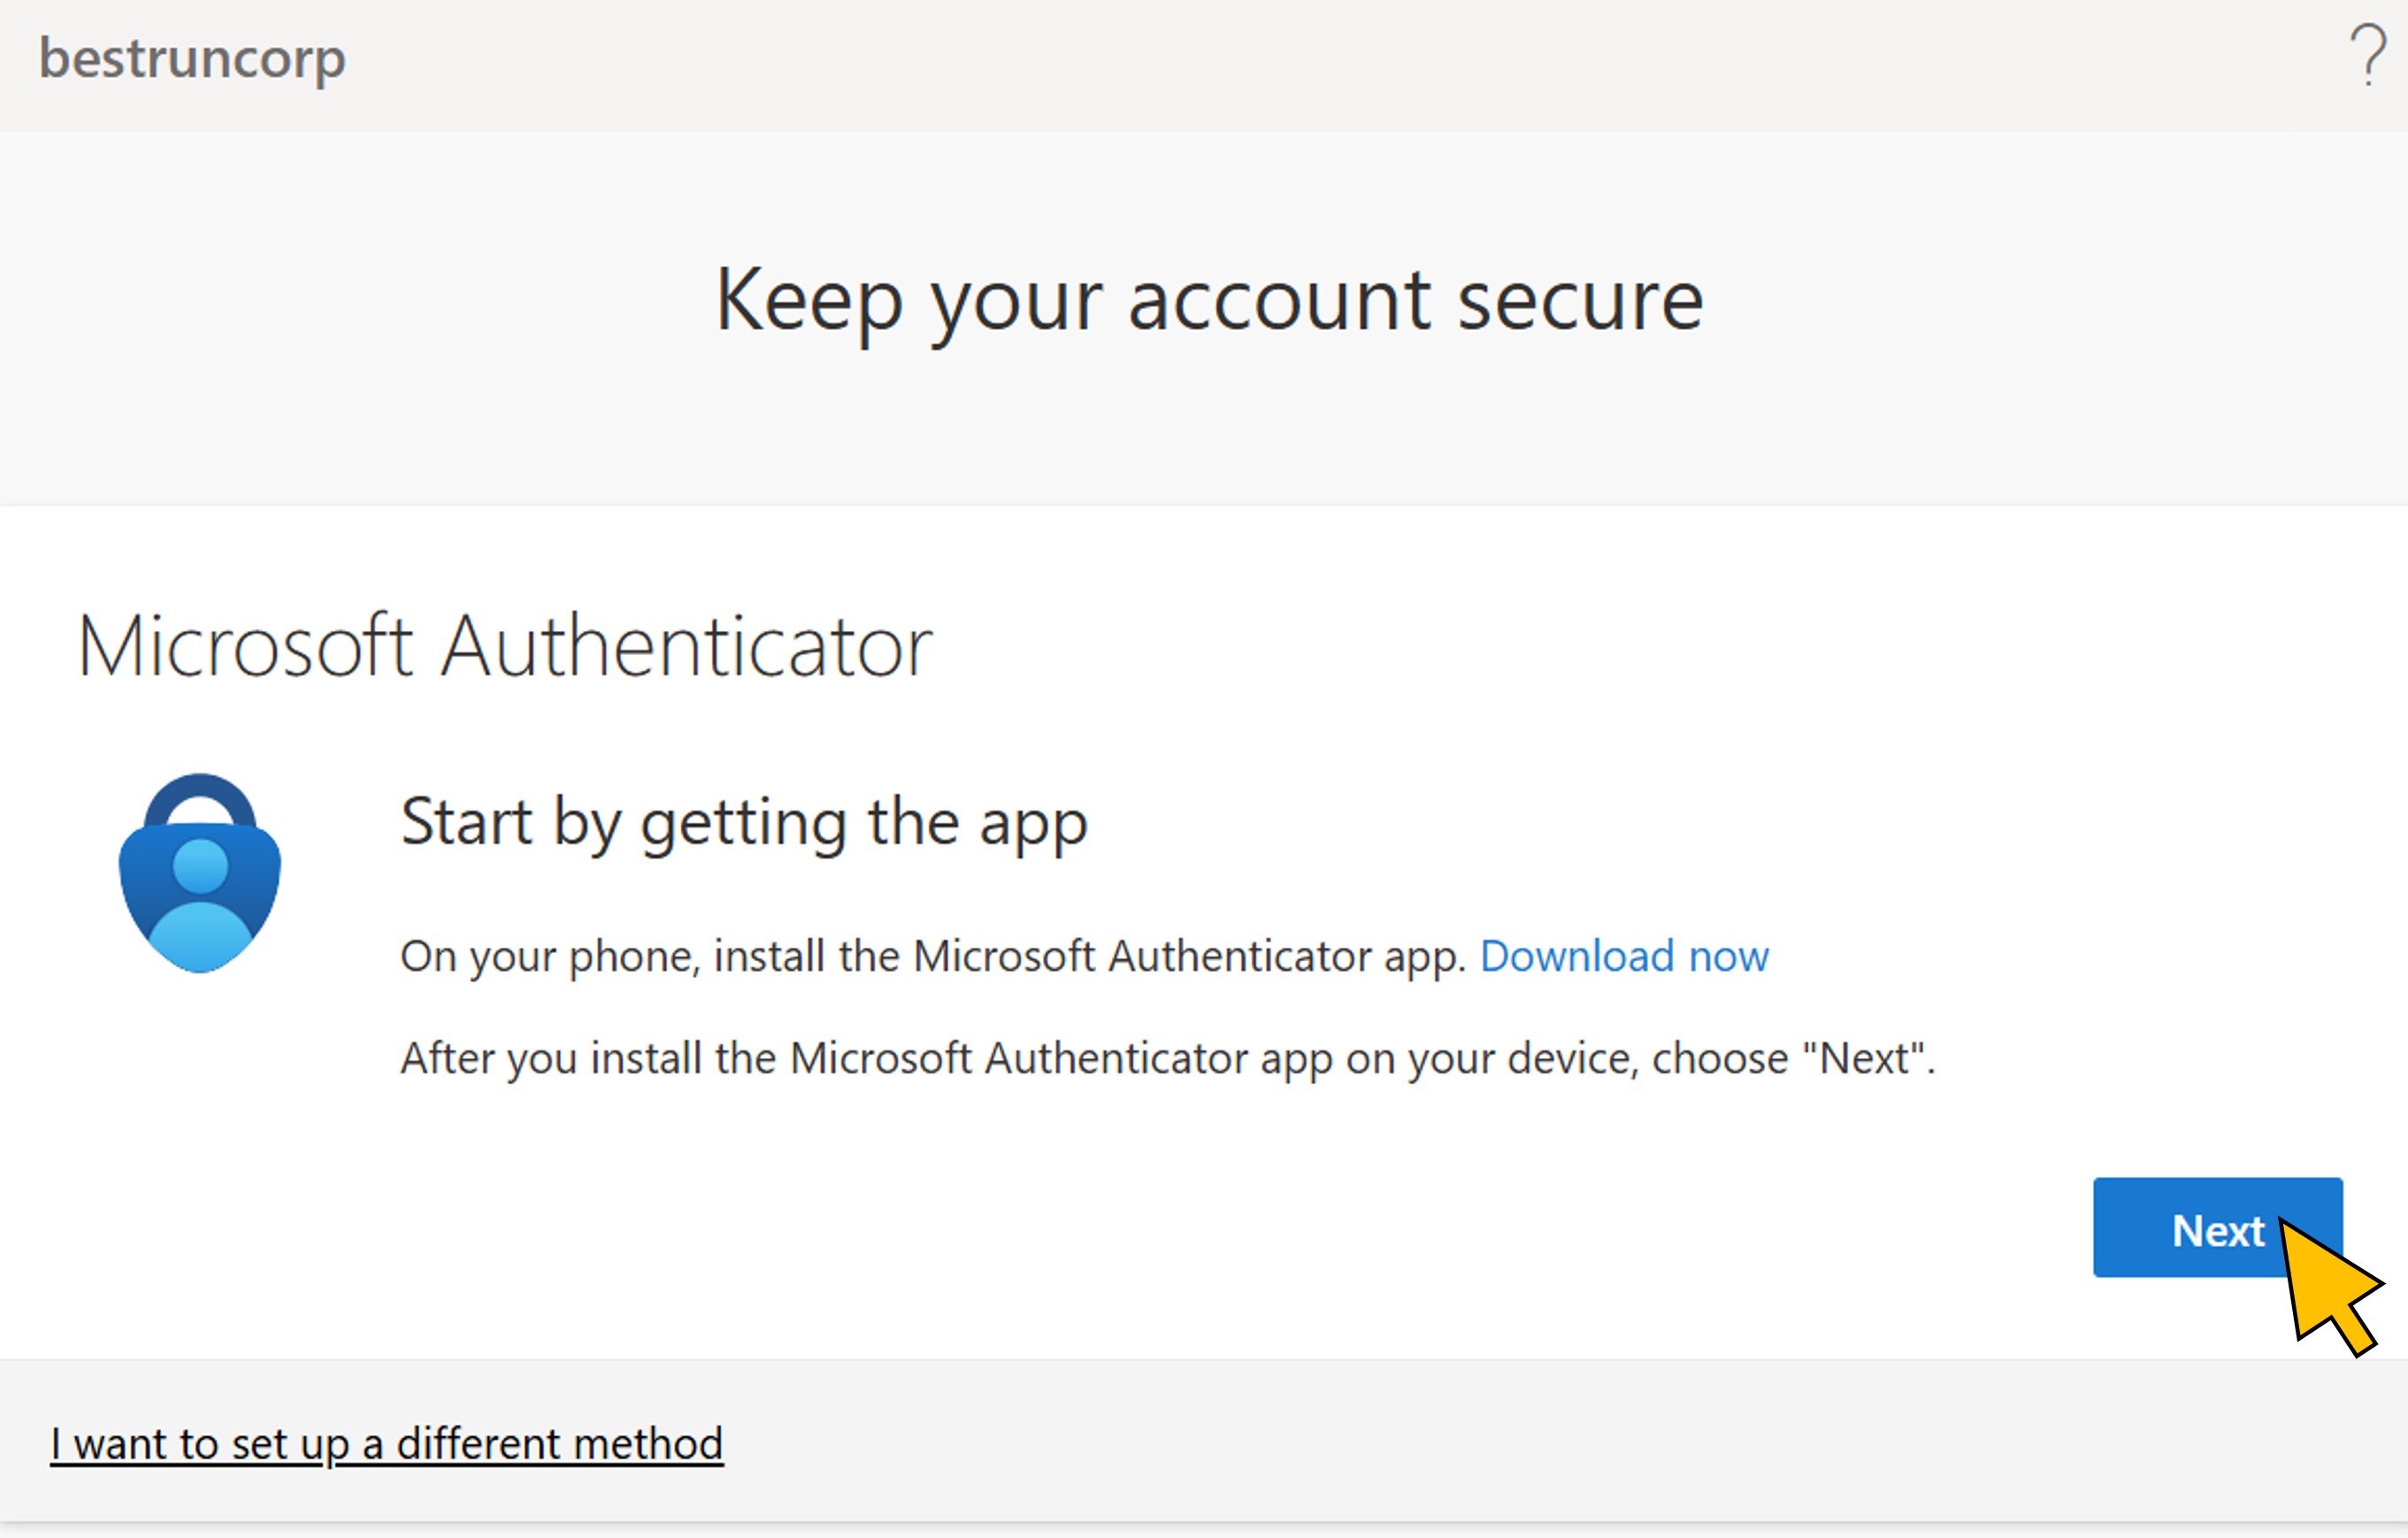 bestruncorp
?
Keep your account secure
Microsoft Authenticator
Start by getting the app
On your phone, install the Microsoft Authenticator app. Download now
After you install the Microsoft Authenticator app on your device, choose "Next".
Next
I want to set up a different method